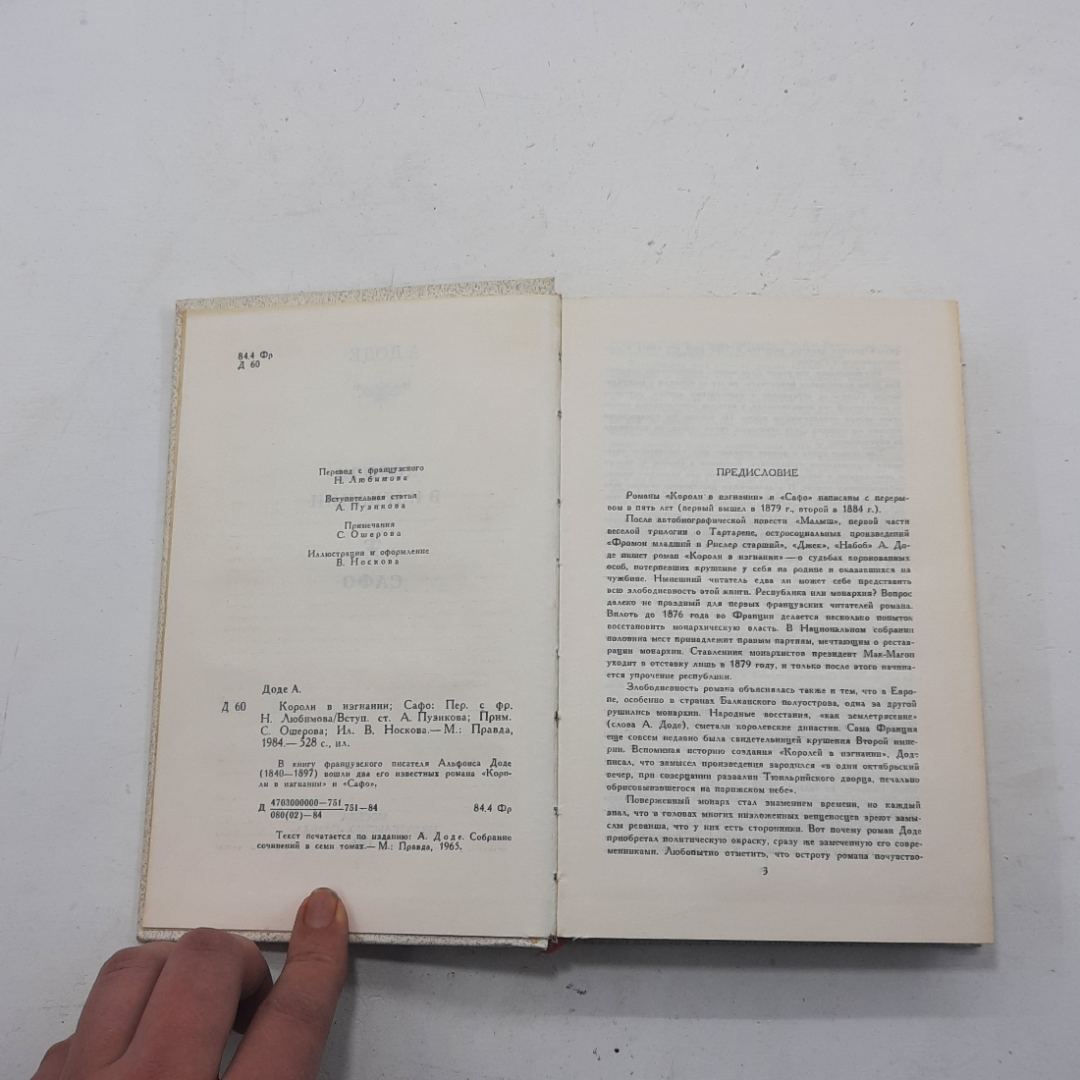 84.4 Фр
Д 60
Перевод с французского
Н. Любимова
Вступительная статья
А. Пузикова
Примечания
С. Ошерова
Иллюстрации и оформление
В. Носкова
Доде А.
Д 60 Короли в изгнании; Сафо: Пер. с фр.
Н. Любимова/Вступ. ст. А. Пузикова; Прим.
С. Ошерова; Ил. В. Носкова.— М.: Правда,
1984.— 528 с., ил.
В книгу французского писателя Альфонса Доде
(1840—1897) вошли два его известных романа «Коро-
ли в изгнании» и «Сафо».
Д 4703000000—751
080(02)—84 751—84 84.4 Фр
Текст печатается по изданию: А. Доде. Собрание
сочинений в семи томах.— М.: Правда, 1965.
ПРЕДИСЛОВИЕ
Романы «Короли в изгнании» и «Сафо» написаны с переры-
вом в пять лет (первый вышел в 1879 г., второй в 1884 г.).
После автобиографической повести «Малыш», первой части
веселой трилогии о Тартарене, остросоциальных произведений
«Фромон младший и Рислер старший», «Джек», «Набоб» А. До-
де пишет роман «Короли в изгнании» — о судьбах коронованных
особ, потерпевших крушение у себя на родине и оказавшихся на
чужбине. Нынешний читатель едва ли может себе представить
всю злободневность этой книги. Республика или монархия? Вопрос
далеко не праздный для первых французских читателей романа.
Вплоть до 1876 года во Франции делается несколько попыток
восстановить монархическую власть. В Национальном собрании
половина мест принадлежит правым партиям, мечтающим о рестав-
рации монархии. Ставленник монархистов президент Мак-Магон
уходит в отставку лишь в 1879 году, и только после этого начина-
ется упрочение республики.
Злободневность романа объяснялась также и тем, что в Евро-
пе, особенно в странах Балканского полуострова, одна за другой
рушились монархии. Народные восстания, «как землетрясение»
(слова А. Доде), сметали королевские династии. Сама Франция
еще совсем недавно была свидетельницей крушения Второй импе-
рии. Вспоминая историю создания «Королей в изгнании», Доде
писал, что замысел произведения зародился «в один октябрьский
вечер, при созерцании развалин Тюильрийского дворца, печально
обрисовывавшегося на парижском небе».
Поверженный монарх стал знамением времени, но каждый
знал, что в головах многих низложенных венценосцев зреют замы-
слы реванша, что у них есть сторонники. Вот почему роман Доде
приобретал политическую окраску, сразу же замеченную его совре-
менниками. Любопытно отметить, что остроту романа почувство-
3